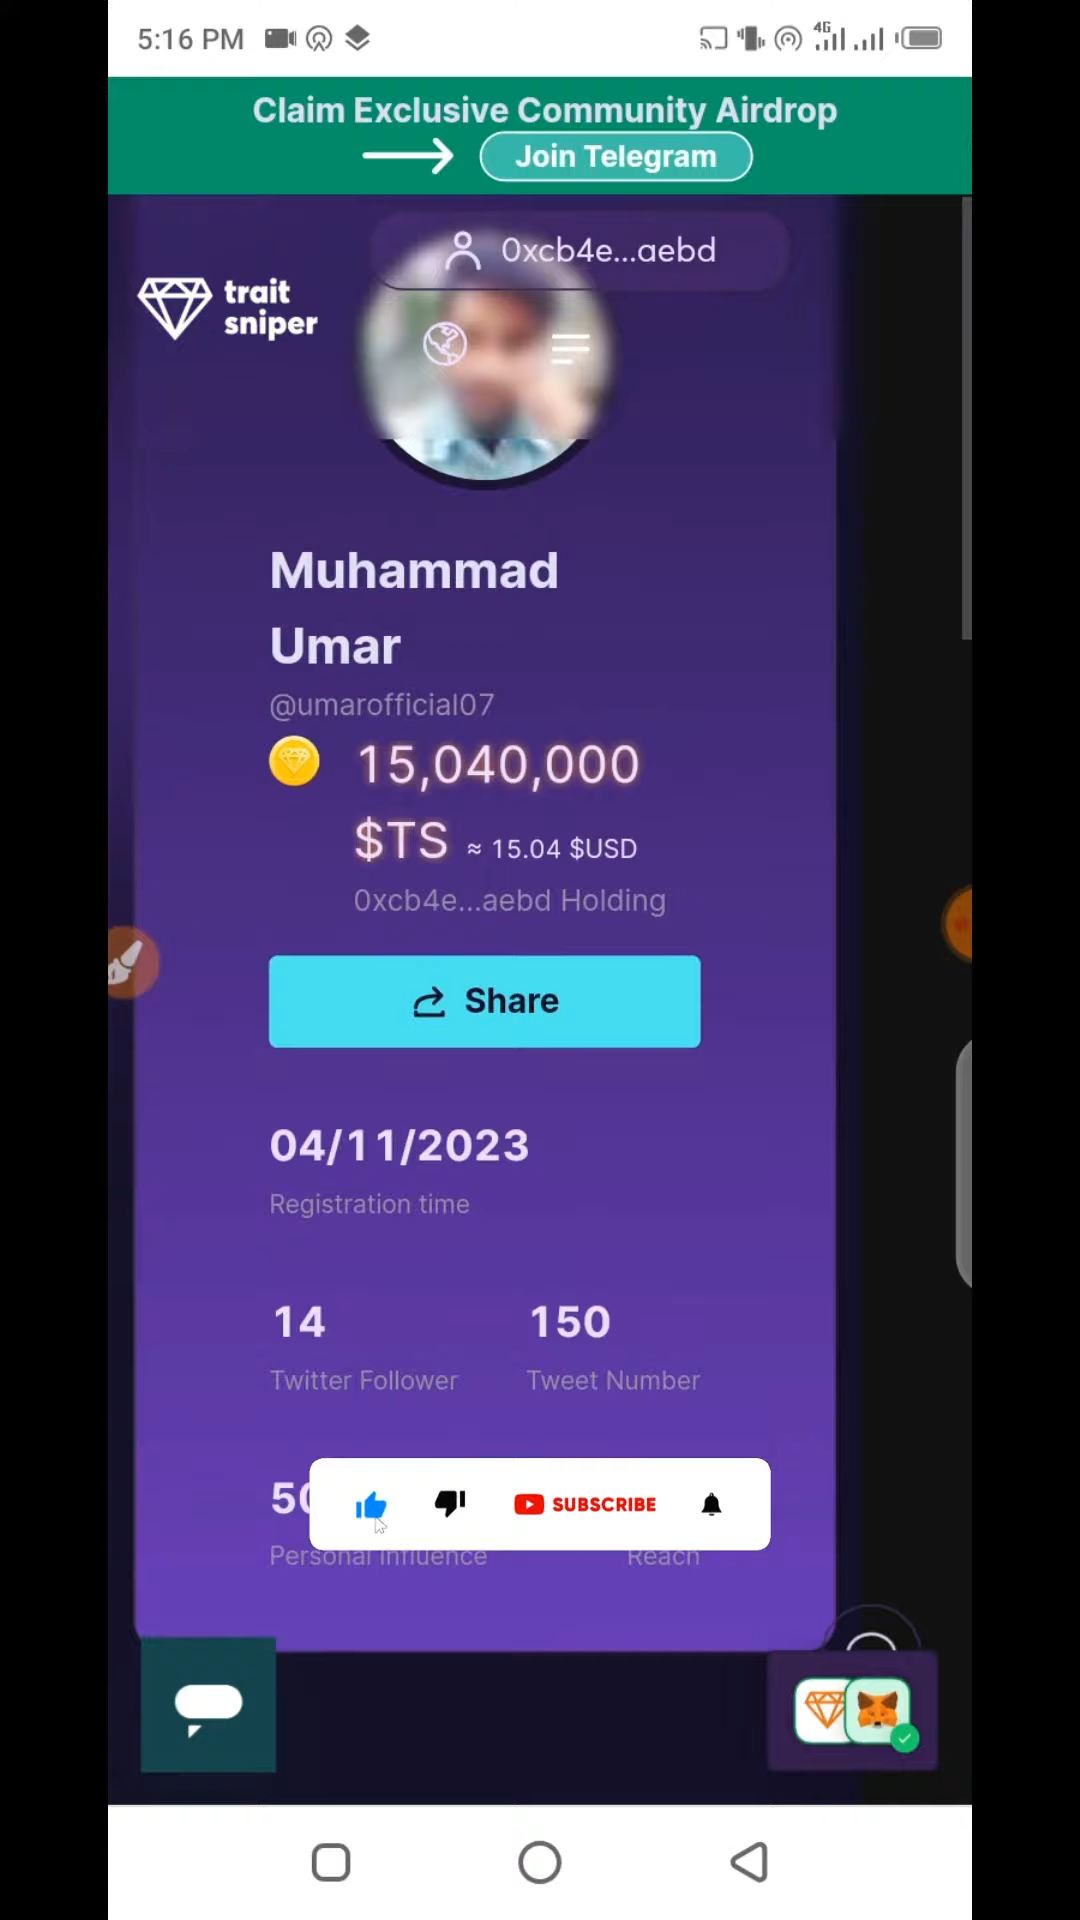 5:16 PM
4G
Claim Exclusive Community Airdrop
Join Telegram
0xcb4e...aebd
trait
sniper
Muhammad
Umar
@umarofficial07
15,040,000
$TS ≈ 15.04 $USD
0xcb4e...aebd Holding
Share
04/11/2023
Registration time
14 150
Twitter Follower Tweet Number
SUBSCRIBE
Personal Influence Reach